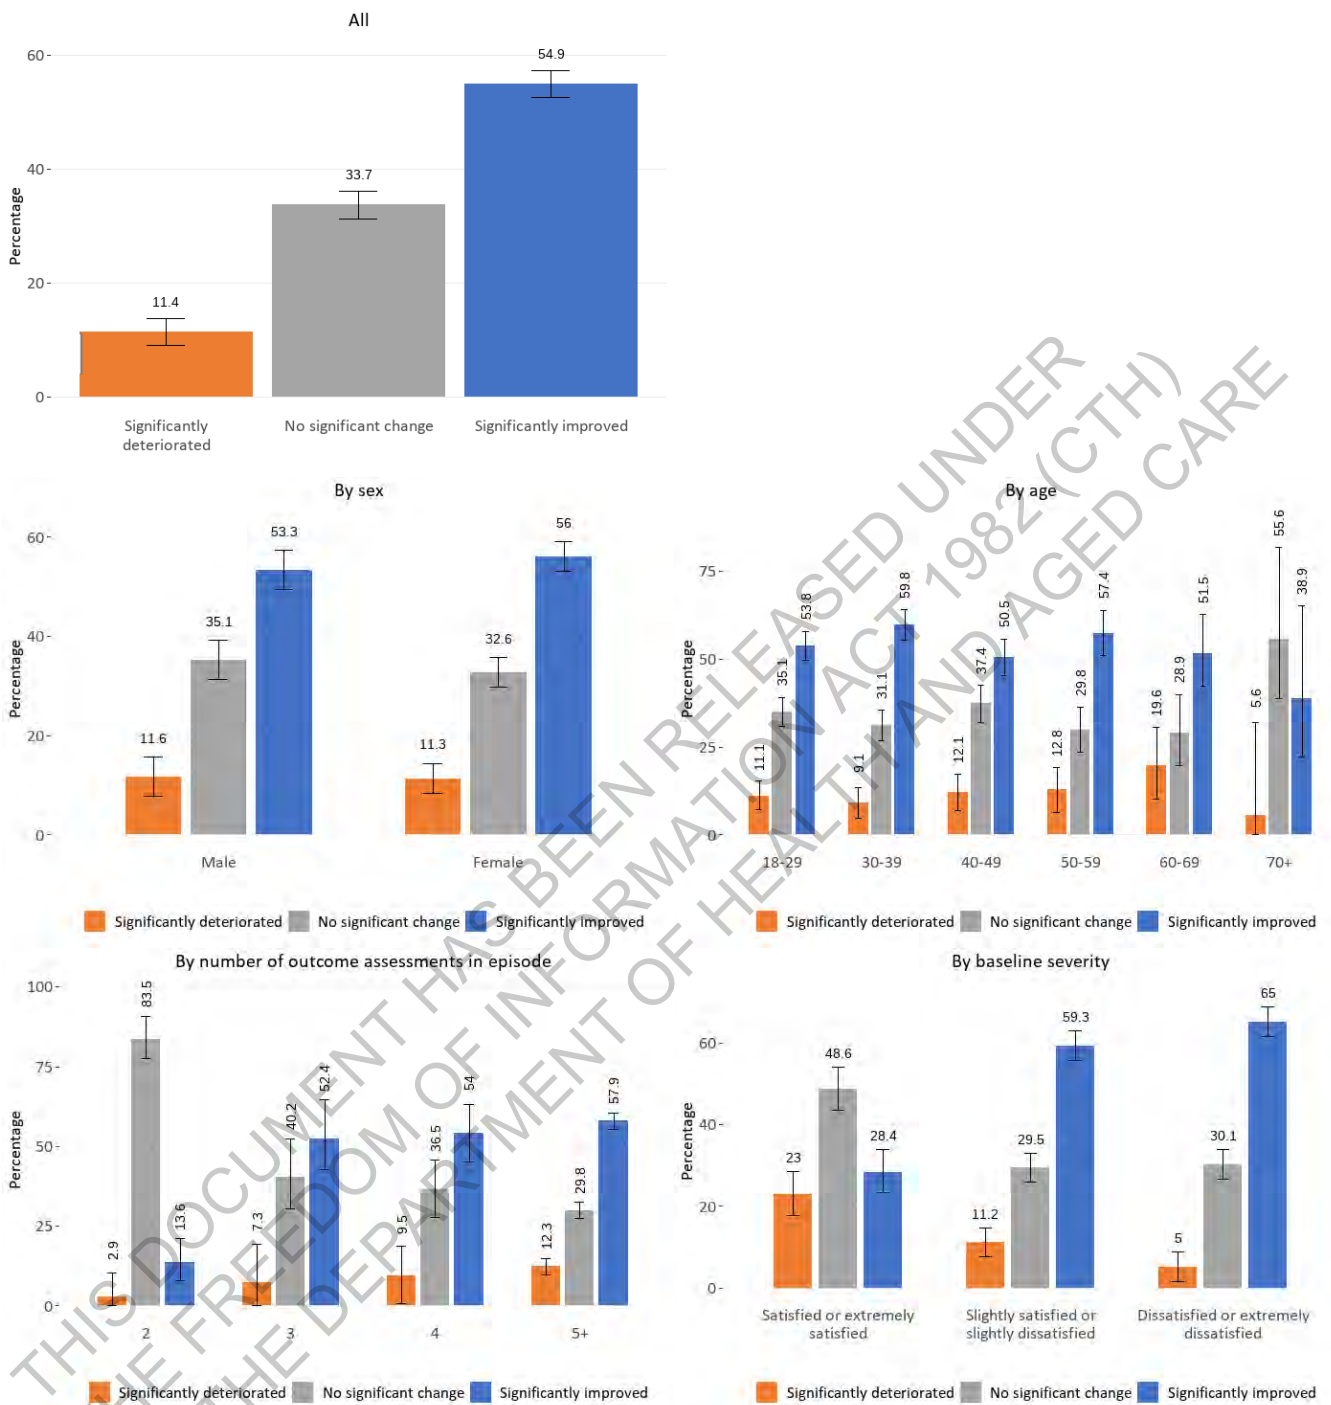 All
60
54.9
40
33.7
20
11.4
0
Percentage
Significantly
deteriorated
No significant change
Significantly improved
By sex
60
53.3
56
40
35.1
32.6
20
11.6
11.3
0
Percentage
Male
Female
Significantly deteriorated No significant change Significantly improved
By age
75
50
25
0
Percentage
11.1 35.1 53.8
9.1 31.1 59.8
12.1 37.4 50.5
12.8 29.8 57.4
19.6 28.9 51.5
5.6 55.6 38.9
18-29 30-39 40-49 50-59 60-69 70+
Significantly deteriorated No significant change Significantly improved
By number of outcome assessments in episode
100
75
50
25
0
Percentage
2.9 83.5 13.6
7.3 40.2 52.4
9.5 36.5 54
12.3 29.8 57.9
2 3 4 5+
Significantly deteriorated No significant change Significantly improved
By baseline severity
60
40
20
0
Percentage
23 48.6 28.4
11.2 29.5 59.3
5 30.1 65
Satisfied or extremely
satisfied
Slightly satisfied or
slightly dissatisfied
Dissatisfied or extremely
dissatisfied
Significantly deteriorated No significant change Significantly improved
THIS DOCUMENT HAS BEEN RELEASED UNDER
THE FREEDOM OF INFORMATION ACT 1982 (CTH)
THE DEPARTMENT OF HEALTH AND AGED CARE